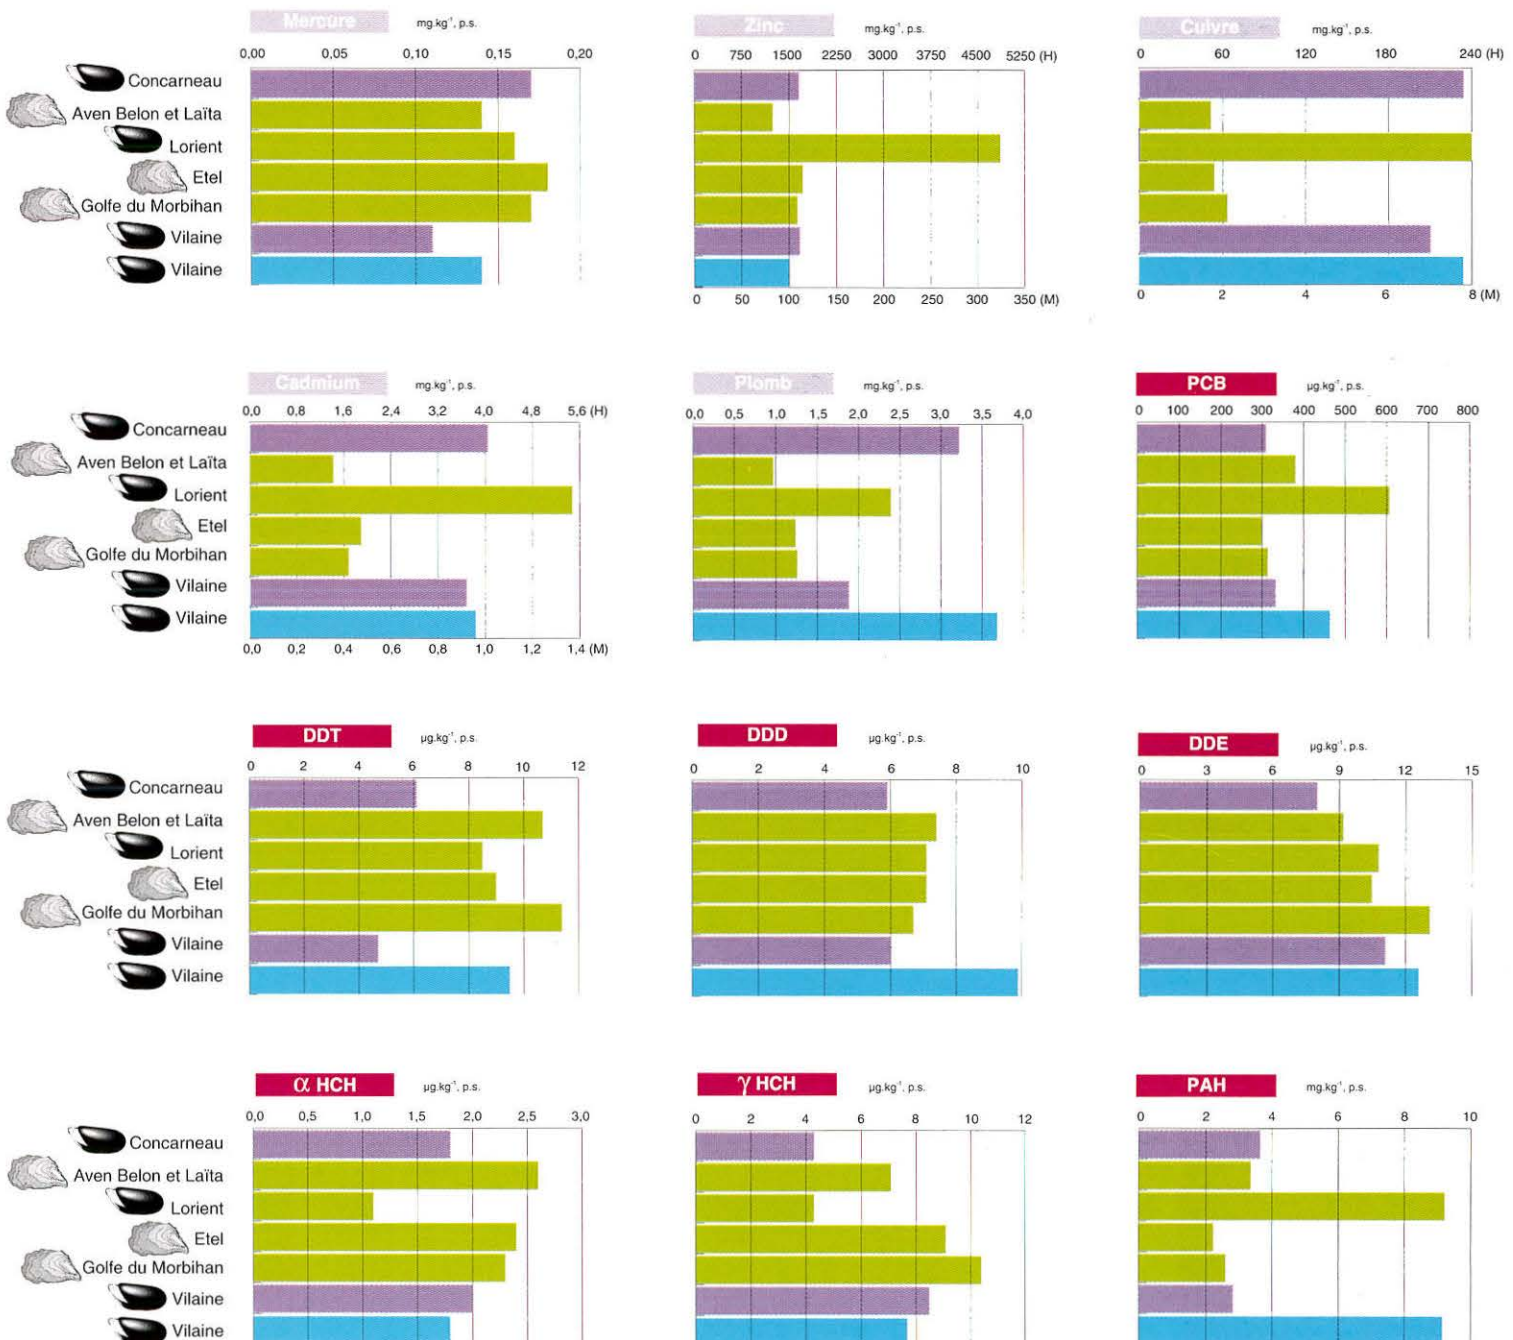 Mercure mg.kg⁻¹, p.s.
0,00 0,05 0,10 0,15 0,20
Concarneau
Aven Belon et Laïta
Lorient
Etel
Golfe du Morbihan
Vilaine
Vilaine
Zinc mg.kg⁻¹, p.s.
0 750 1500 2250 3000 3750 4500 5250 (H)
0 50 100 150 200 250 300 350 (M)
Cuivre mg.kg⁻¹, p.s.
0 60 120 180 240 (H)
0 2 4 6 8 (M)
Cadmium mg.kg⁻¹, p.s.
0,0 0,8 1,6 2,4 3,2 4,0 4,8 5,6 (H)
Concarneau
Aven Belon et Laïta
Lorient
Etel
Golfe du Morbihan
Vilaine
Vilaine
0,0 0,2 0,4 0,6 0,8 1,0 1,2 1,4 (M)
Plomb mg.kg⁻¹, p.s.
0,0 0,5 1,0 1,5 2,0 2,5 3,0 3,5 4,0
PCB µg.kg⁻¹, p.s.
0 100 200 300 400 500 600 700 800
DDT µg.kg⁻¹, p.s.
0 2 4 6 8 10 12
Concarneau
Aven Belon et Laïta
Lorient
Etel
Golfe du Morbihan
Vilaine
Vilaine
DDD µg.kg⁻¹, p.s.
0 2 4 6 8 10
DDE µg.kg⁻¹, p.s.
0 3 6 9 12 15
α HCH µg.kg⁻¹, p.s.
0,0 0,5 1,0 1,5 2,0 2,5 3,0
Concarneau
Aven Belon et Laïta
Lorient
Etel
Golfe du Morbihan
Vilaine
Vilaine
γ HCH µg.kg⁻¹, p.s.
0 2 4 6 8 10 12
PAH mg.kg⁻¹, p.s.
0 2 4 6 8 10